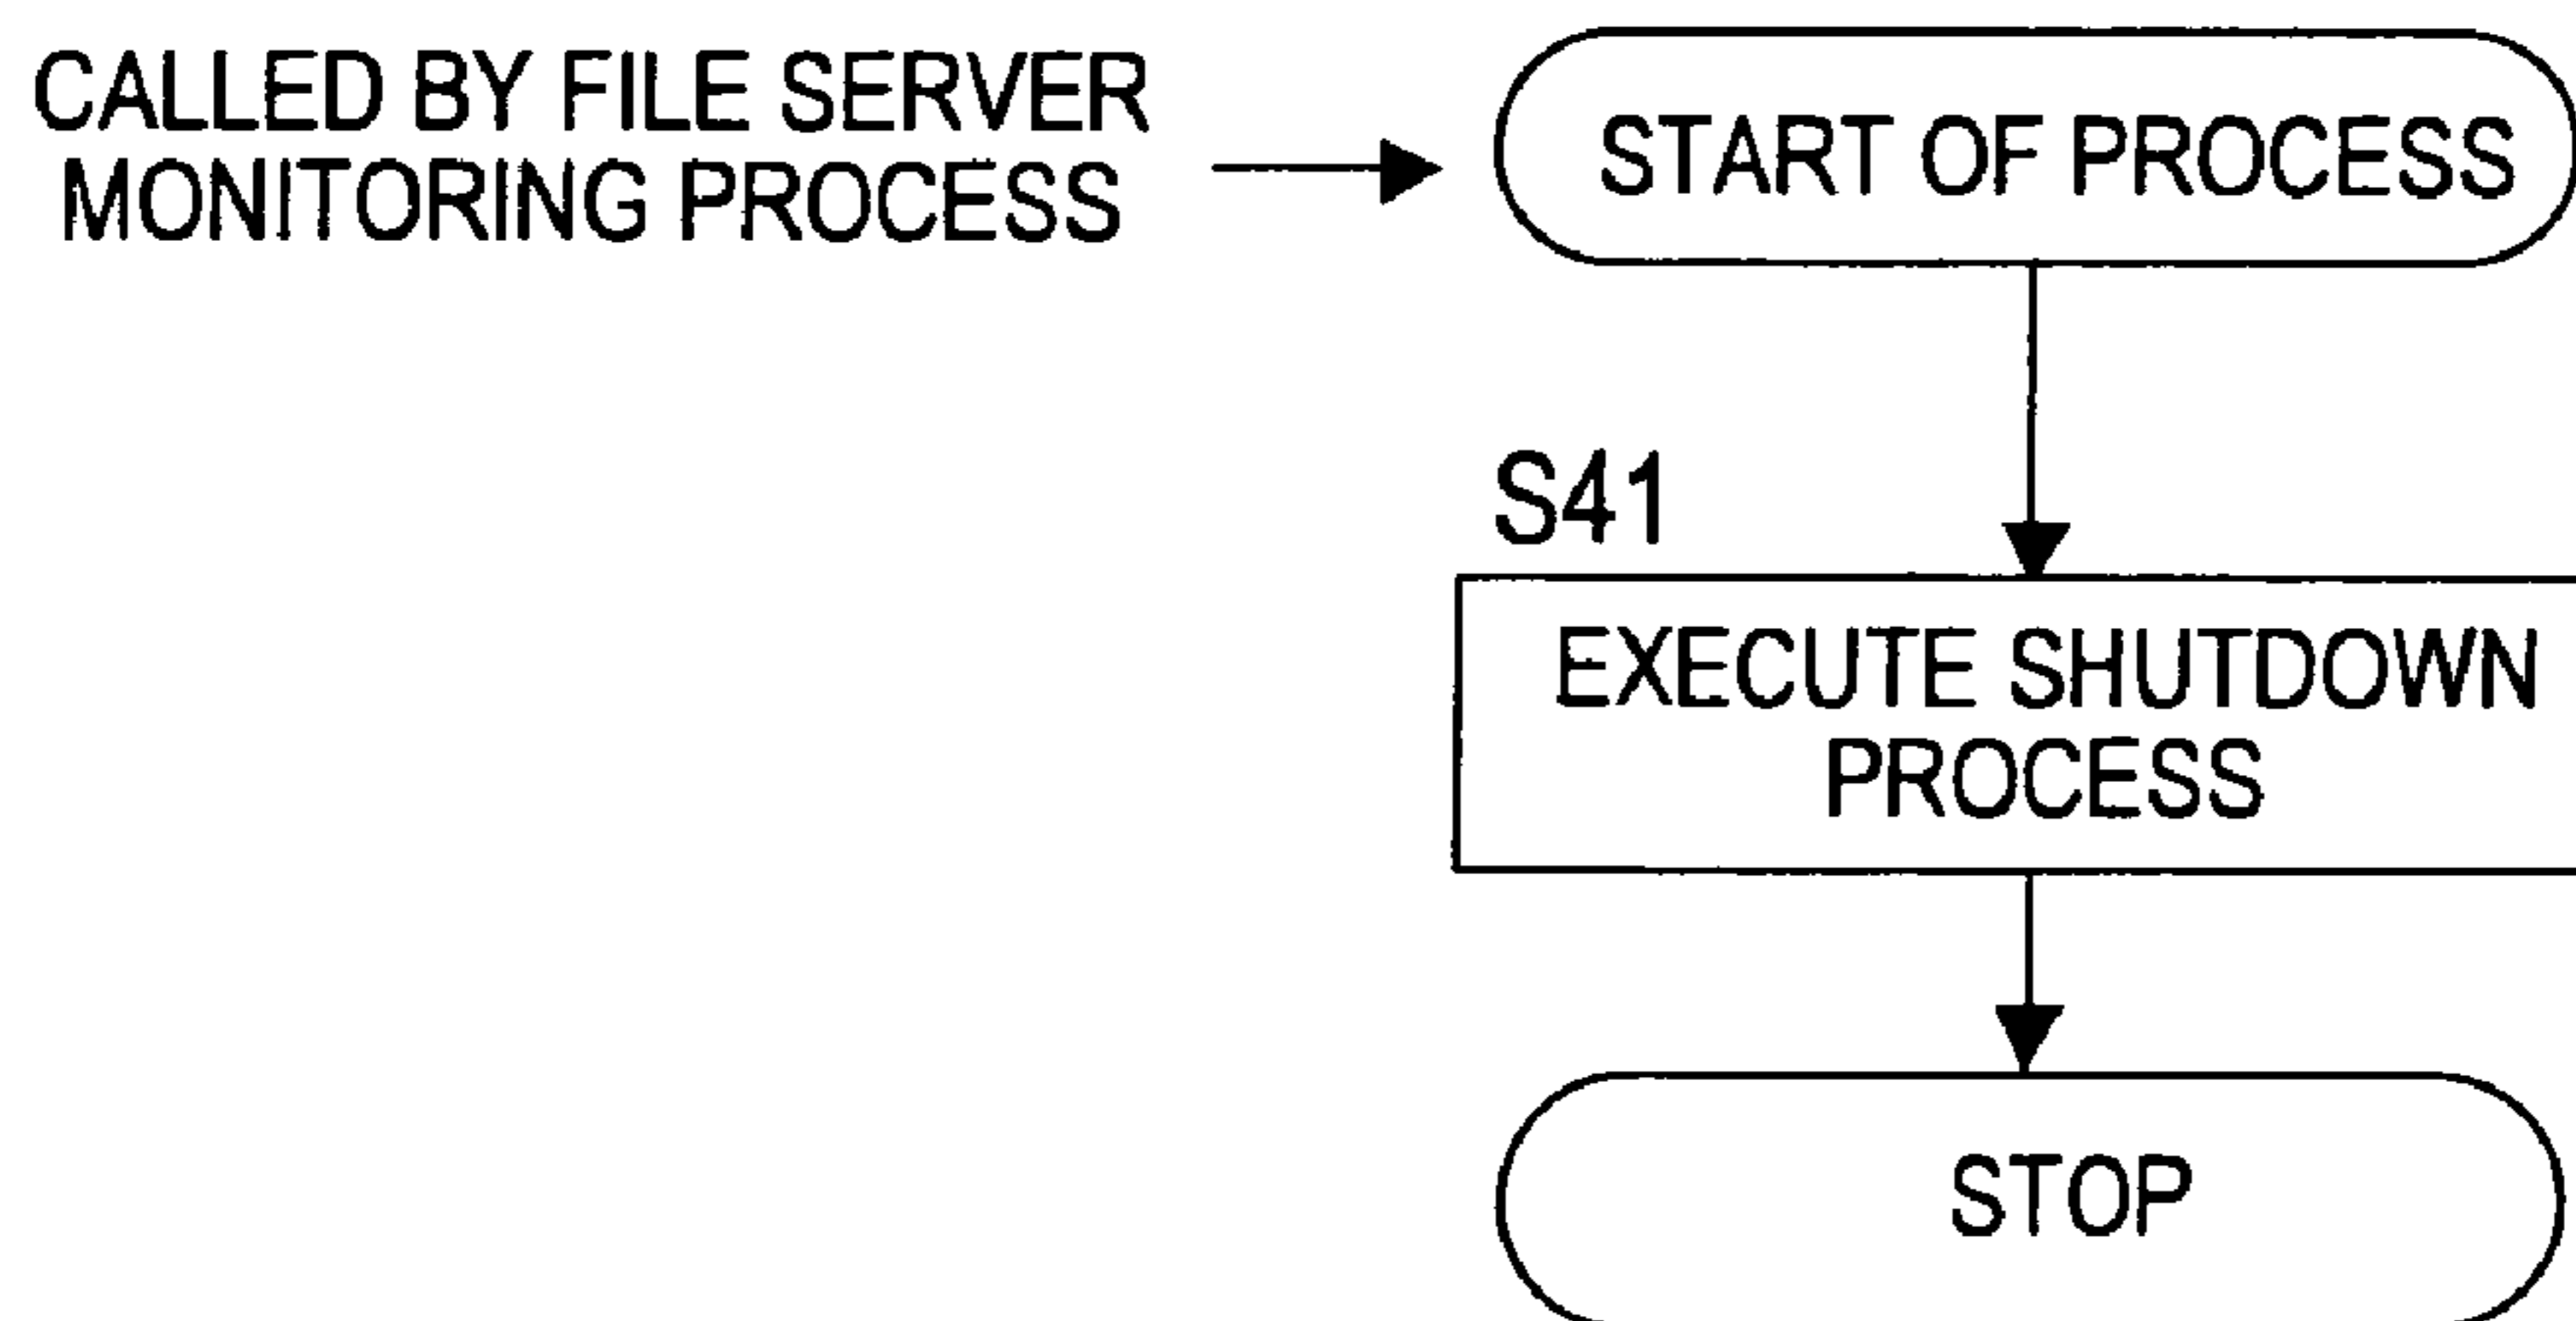 CALLED BY FILE SERVER
MONITORING PROCESS
START OF PROCESS
S41
EXECUTE SHUTDOWN
PROCESS
STOP